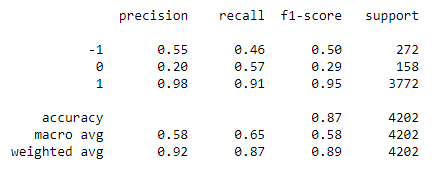 precision recall f1-score support
-1 0.55 0.46 0.50 272
0 0.20 0.57 0.29 158
1 0.98 0.91 0.95 3772
accuracy 0.87 4202
macro avg 0.58 0.65 0.58 4202
weighted avg 0.92 0.87 0.89 4202